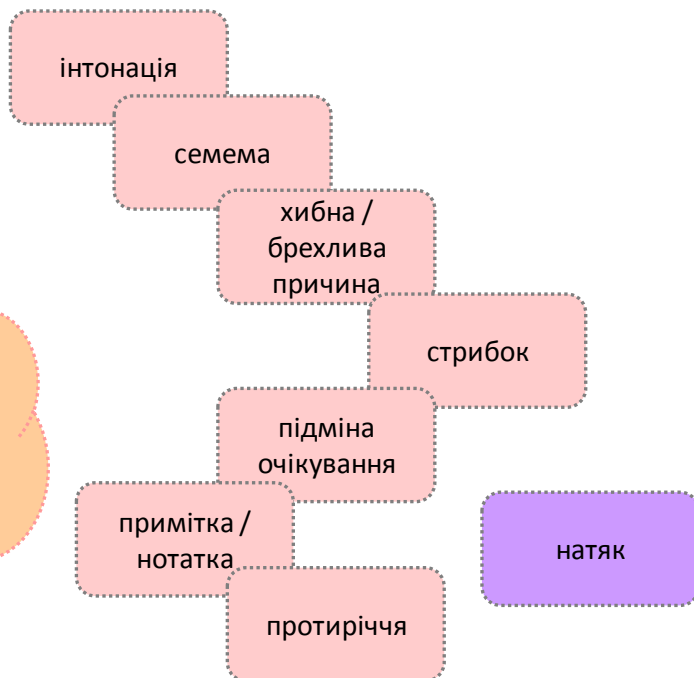 інтонація
семема
хибна /
брехлива
причина
стрибок
підміна
очікування
примітка /
нотатка
натяк
протиріччя